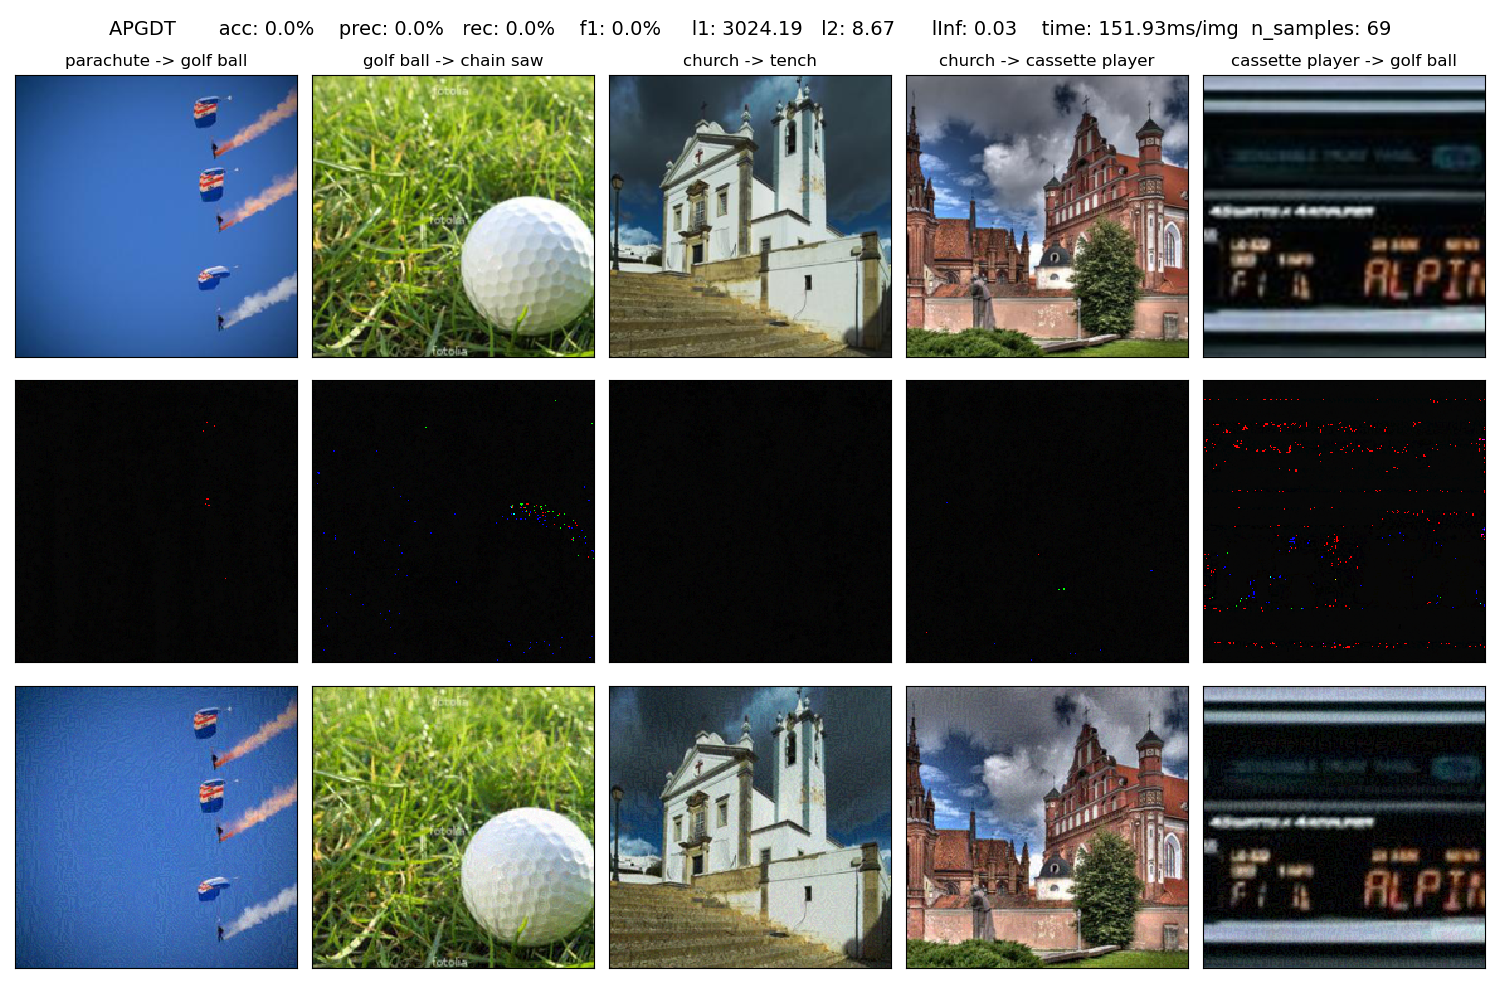 APGDT acc: 0.0% prec: 0.0% rec: 0.0% f1: 0.0% l1: 3024.19 l2: 8.67 lInf: 0.03 time: 151.93ms/img n_samples: 69
parachute -> golf ball
golf ball -> chain saw
church -> tench
church -> cassette player
cassette player -> golf ball
fotolia
fotolia
fotolia
ALPIN
fotolia
fotolia
fotolia
ALPIN